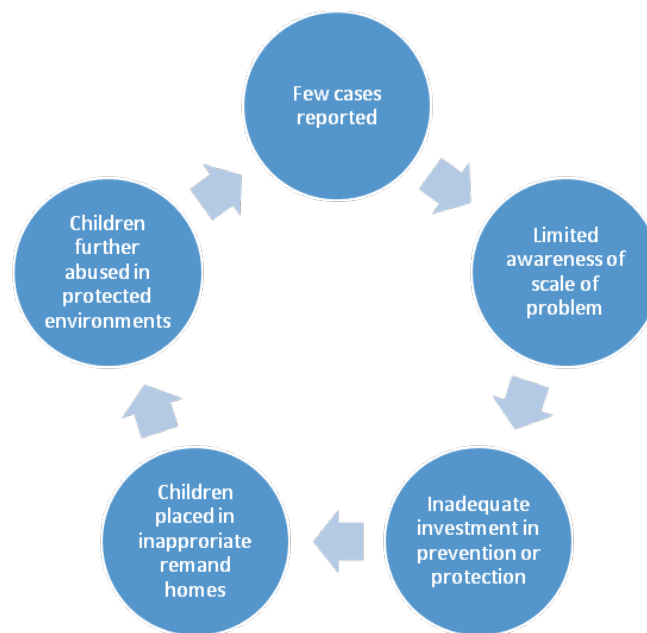 Few cases
reported
Limited
awareness of
scale of
problem
Inadequate
investment in
prevention or
protection
Children
placed in
inapproriate
remand
homes
Children
further
abused in
protected
environments